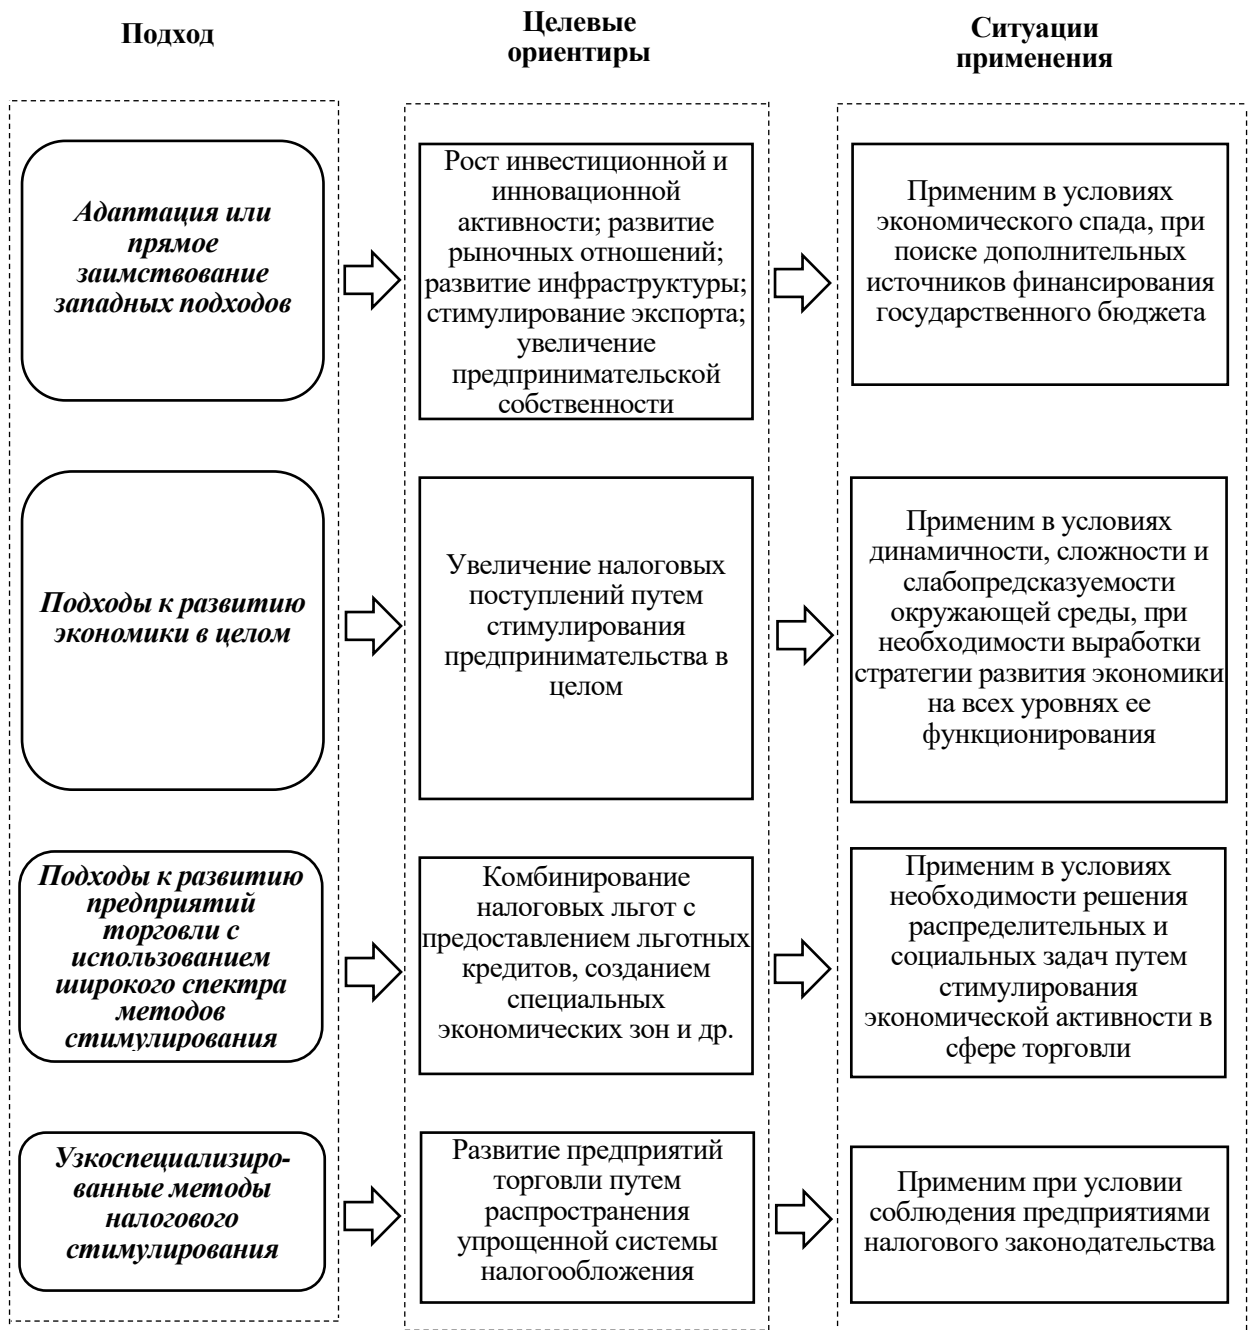 Подход
Целевые
ориентиры
Ситуации
применения
Адаптация или
прямое
заимствование
западных подходов
Рост инвестиционной и
инновационной
активности; развитие
рыночных отношений;
развитие инфраструктуры;
стимулирование экспорта;
увеличение
предпринимательской
собственности
Применим в условиях
экономического спада, при
поиске дополнительных
источников финансирования
государственного бюджета
Подходы к развитию
экономики в целом
Увеличение налоговых
поступлений путем
стимулирования
предпринимательства в
целом
Применим в условиях
динамичности, сложности и
слабопредсказуемости
окружающей среды, при
необходимости выработки
стратегии развития экономики
на всех уровнях ее
функционирования
Подходы к развитию
предприятий
торговли с
использованием
широкого спектра
методов
стимулирования
Комбинирование
налоговых льгот с
предоставлением льготных
кредитов, созданием
специальных
экономических зон и др.
Применим в условиях
необходимости решения
распределительных и
социальных задач путем
стимулирования
экономической активности в
сфере торговли
Узкоспециализиро-
ванные методы
налогового
стимулирования
Развитие предприятий
торговли путем
распространения
упрощенной системы
налогообложения
Применим при условии
соблюдения предприятиями
налогового законодательства